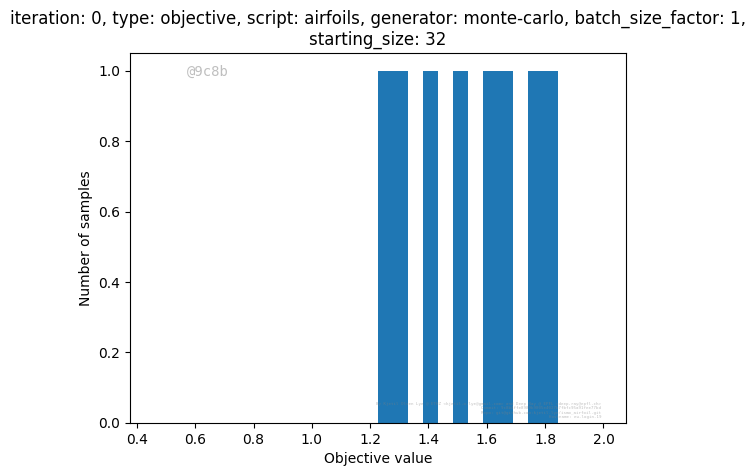 iteration: 0, type: objective, script: airfoils, generator: monte-carlo, batch_size_factor: 1,
starting_size: 32
@9c8b
1.0
0.8
0.6
0.4
0.2
0.0
Number of samples
0.4 0.6 0.8 1.0 1.2 1.4 1.6 1.8 2.0
Objective value